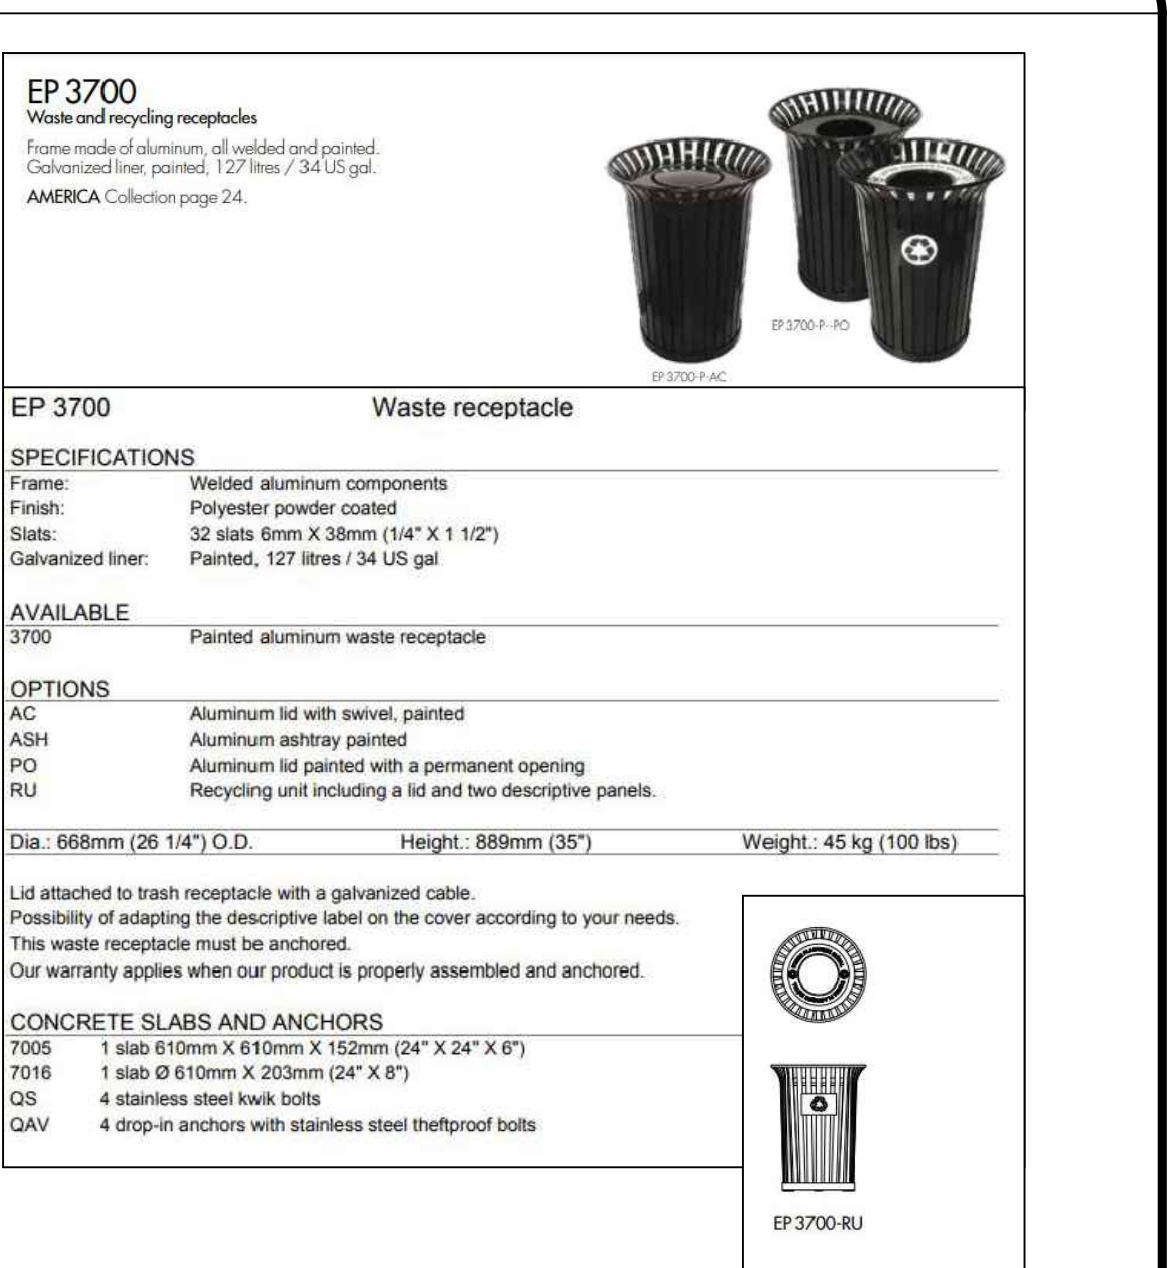 EP 3700
Waste and recycling receptacles
Frame made of aluminum, all welded and painted.
Galvanized liner, painted, 127 litres / 34 US gal.
AMERICA Collection page 24.
EP 3700-P--PO
EP 3700-P-AC
EP 3700 Waste receptacle
SPECIFICATIONS
Frame: Welded aluminum components
Finish: Polyester powder coated
Slats: 32 slats 6mm X 38mm (1/4" X 1 1/2")
Galvanized liner: Painted, 127 litres / 34 US gal
AVAILABLE
3700 Painted aluminum waste receptacle
OPTIONS
AC Aluminum lid with swivel, painted
ASH Aluminum ashtray painted
PO Aluminum lid painted with a permanent opening
RU Recycling unit including a lid and two descriptive panels.
Dia.: 668mm (26 1/4") O.D. Height.: 889mm (35") Weight.: 45 kg (100 lbs)
Lid attached to trash receptacle with a galvanized cable.
Possibility of adapting the descriptive label on the cover according to your needs.
This waste receptacle must be anchored.
Our warranty applies when our product is properly assembled and anchored.
CONCRETE SLABS AND ANCHORS
7005 1 slab 610mm X 610mm X 152mm (24" X 24" X 6")
7016 1 slab Ø 610mm X 203mm (24" X 8")
QS 4 stainless steel kwik bolts
QAV 4 drop-in anchors with stainless steel theftproof bolts
EP 3700-RU